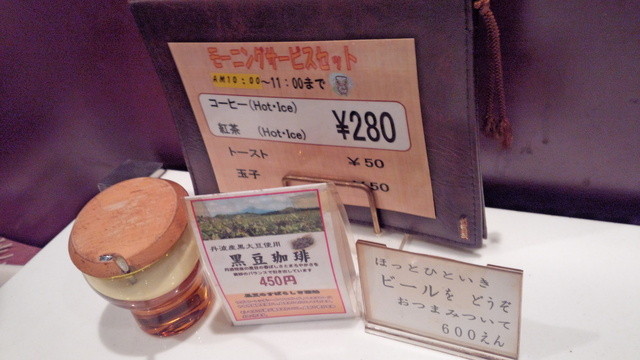 モーニングサービスセット
AM10:00～11:00まで
コーヒー(Hot・Ice)
紅茶 (Hot・Ice)
¥280
トースト ¥50
玉子 50
丹波産黒大豆使用
黒豆珈琲
450円
ほっとひといき
ビールを どうぞ
おつまみついて
600えん